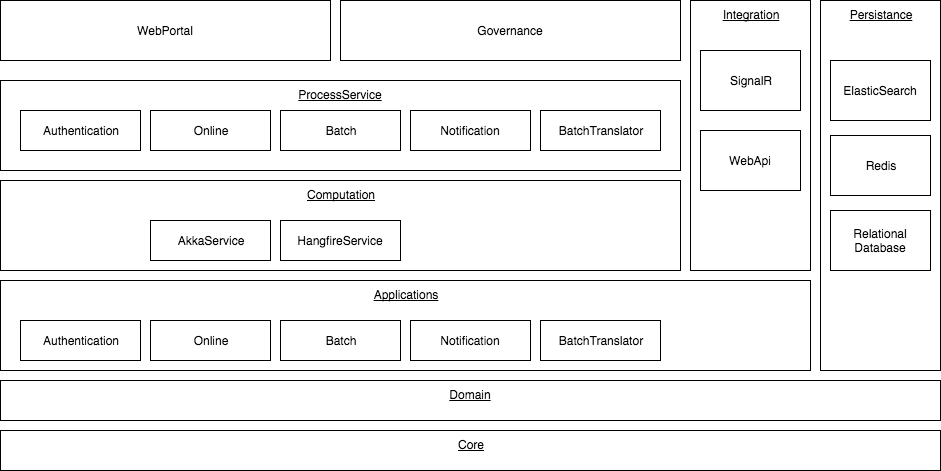 WebPortal
Governance
Integration
Persistance
SignalR
ElasticSearch
ProcessService
Authentication
Online
Batch
Notification
BatchTranslator
WebApi
Redis
Computation
AkkaService
HangfireService
Relational
Database
Applications
Authentication
Online
Batch
Notification
BatchTranslator
Domain
Core